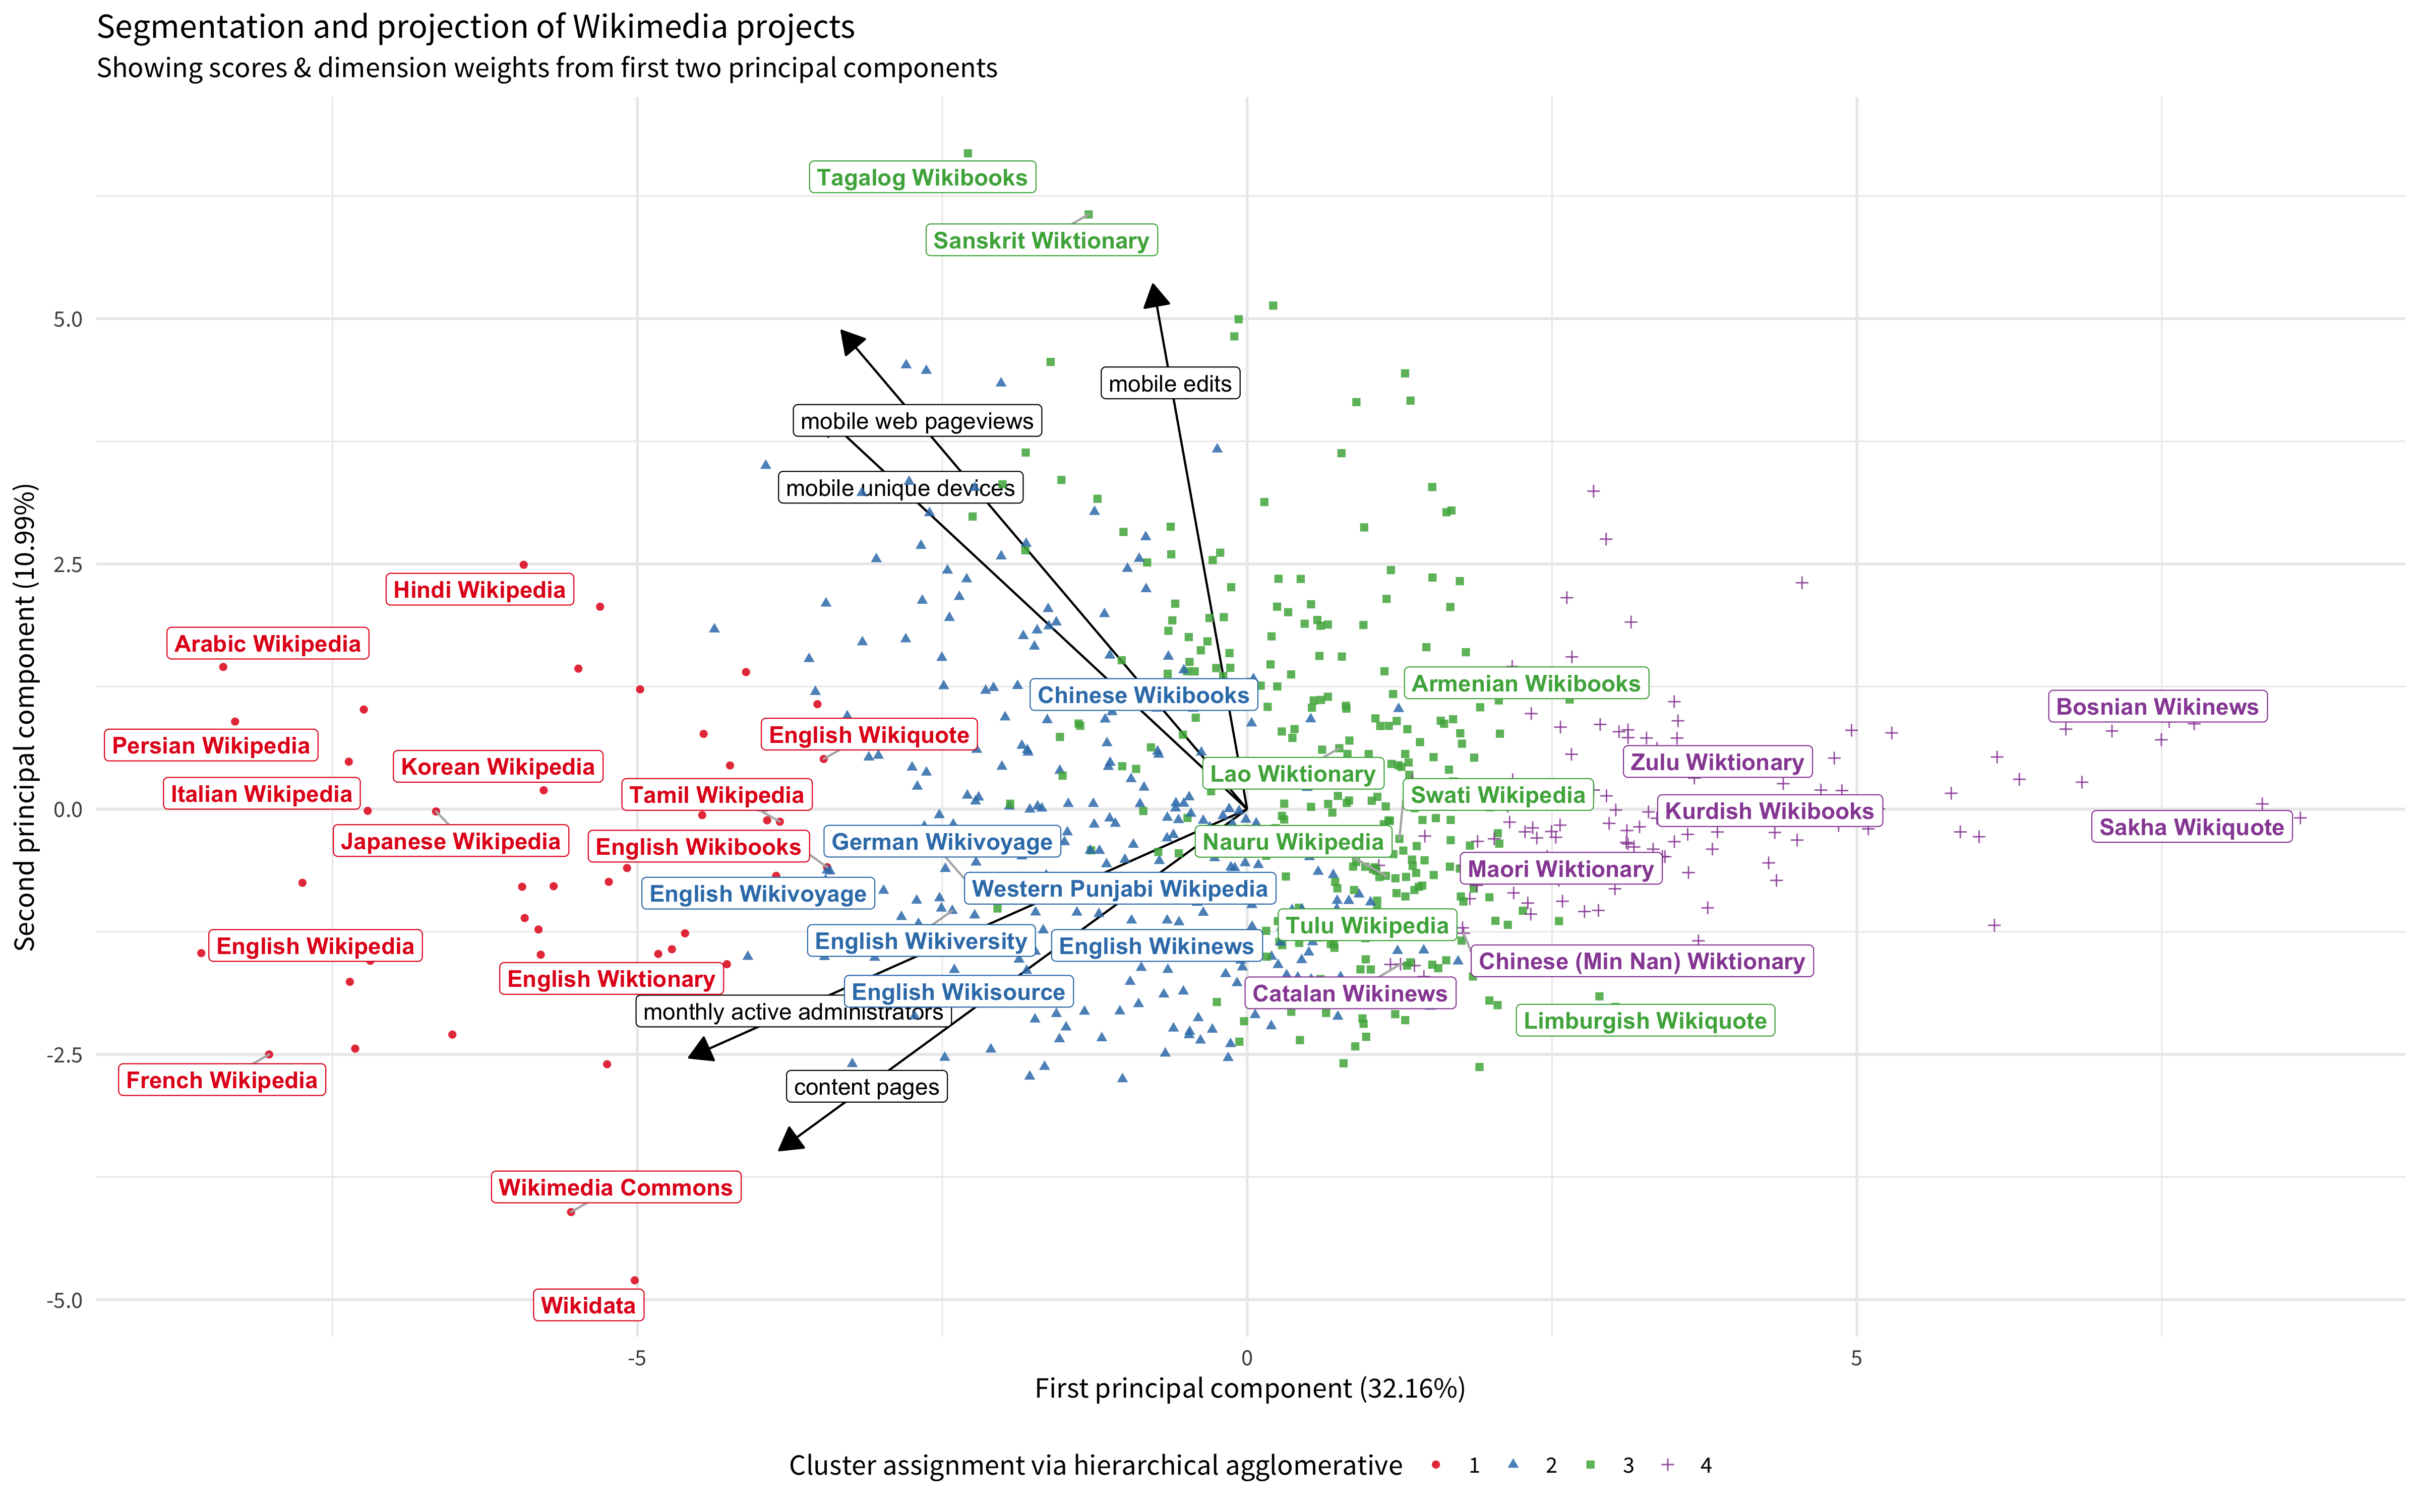 Segmentation and projection of Wikimedia projects
Showing scores & dimension weights from first two principal components
Tagalog Wikibooks
Sanskrit Wiktionary
5.0
mobile edits
mobile web pageviews
mobile unique devices
2.5
Hindi Wikipedia
Arabic Wikipedia
Armenian Wikibooks
Chinese Wikibooks
Bosnian Wikinews
English Wikiquote
Persian Wikipedia
Zulu Wiktionary
Korean Wikipedia
Lao Wiktionary
Italian Wikipedia
Tamil Wikipedia
Swati Wikipedia
0.0
Kurdish Wikibooks
Sakha Wikiquote
Japanese Wikipedia
German Wikivoyage
Nauru Wikipedia
English Wikibooks
Maori Wiktionary
Western Punjabi Wikipedia
English Wikivoyage
Tulu Wikipedia
English Wikiversity
English Wikipedia
English Wikinews
Chinese (Min Nan) Wiktionary
English Wiktionary
English Wikisource
Catalan Wikinews
monthly active administrators
Limburgish Wikiquote
-2.5
French Wikipedia
content pages
Wikimedia Commons
-5.0
Wikidata
Second principal component (10.99%)
-5
0
5
First principal component (32.16%)
Cluster assignment via hierarchical agglomerative 1 2 3 4